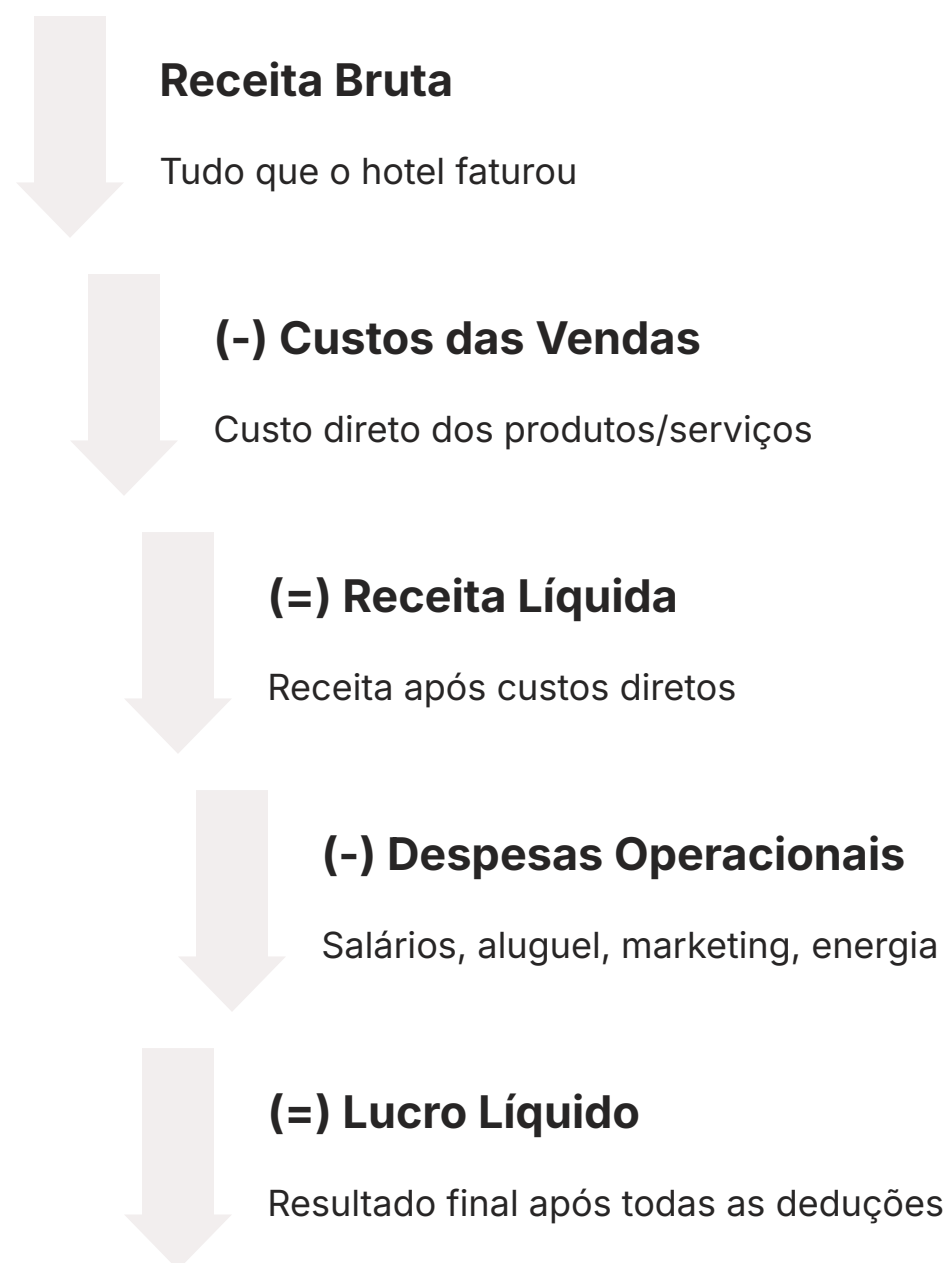 Receita Bruta
Tudo que o hotel faturou
(-) Custos das Vendas
Custo direto dos produtos/serviços
(=) Receita Líquida
Receita após custos diretos
(-) Despesas Operacionais
Salários, aluguel, marketing, energia
(=) Lucro Líquido
Resultado final após todas as deduções